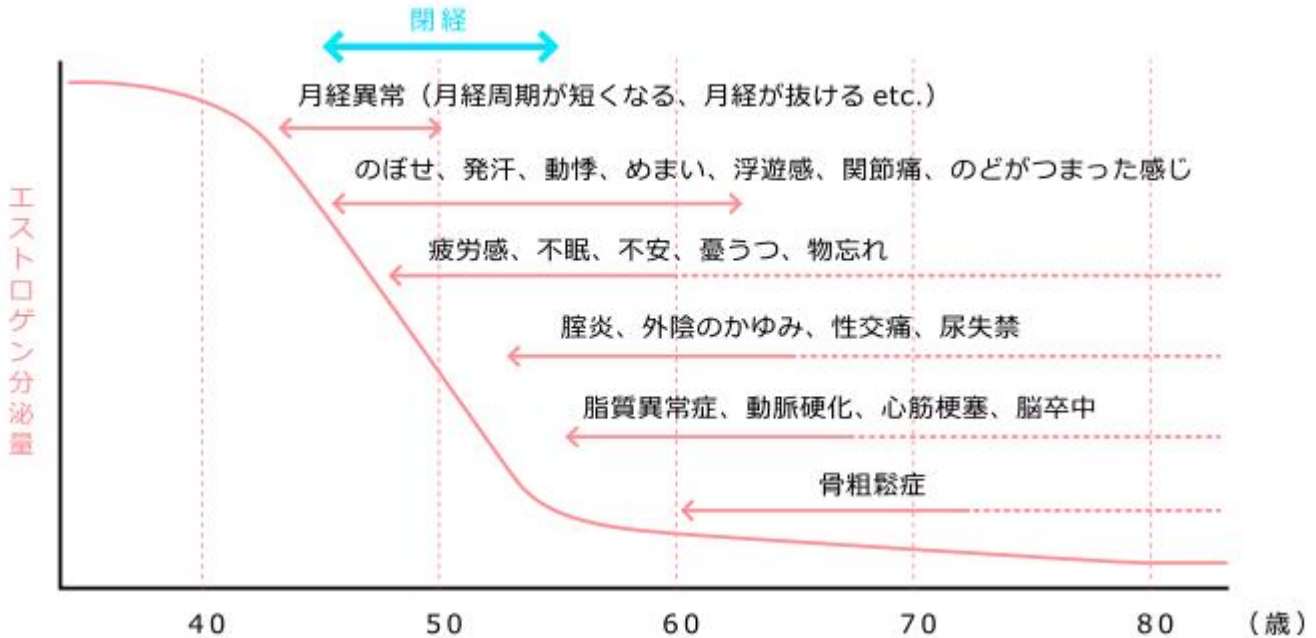 閉経
月経異常（月経周期が短くなる、月経が抜ける etc.）
のぼせ、発汗、動悸、めまい、浮遊感、関節痛、のどがつまった感じ
疲労感、不眠、不安、憂うつ、物忘れ
腟炎、外陰のかゆみ、性交痛、尿失禁
脂質異常症、動脈硬化、心筋梗塞、脳卒中
骨粗鬆症
エストロゲン分泌量
40 50 60 70 80 （歳）